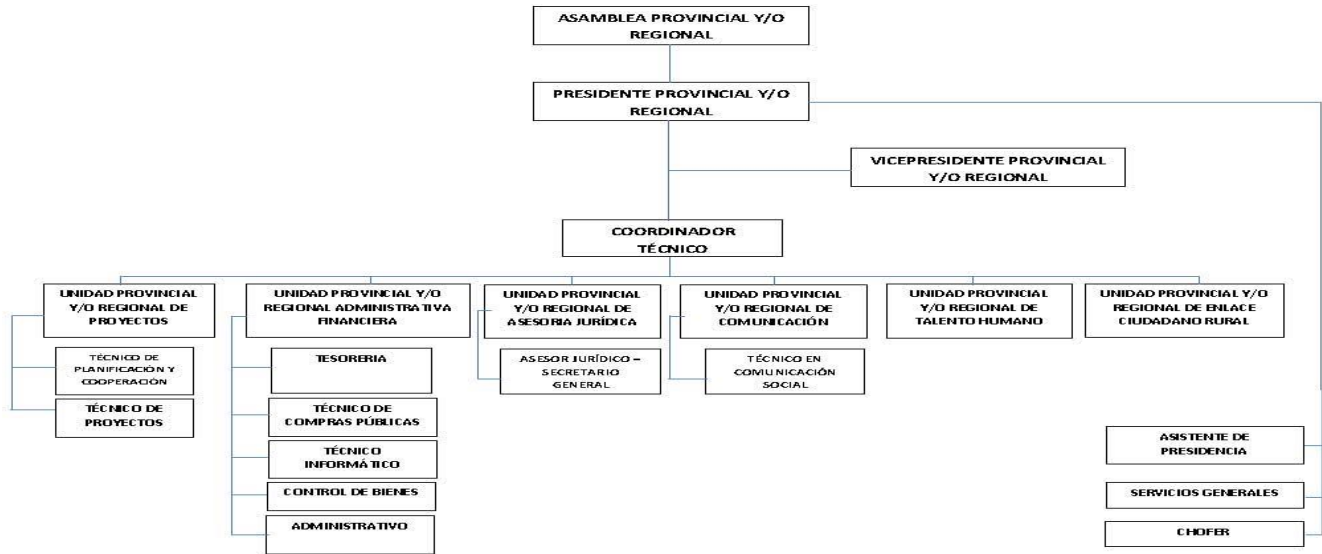 ASAMBLEA PROVINCIAL Y/O
REGIONAL
PRESIDENTE PROVINCIAL Y/O
REGIONAL
VICEPRESIDENTE PROVINCIAL
Y/O REGIONAL
COORDINADOR
TÉCNICO
UNIDAD PROVINCIAL
Y/O REGIONAL DE
PROYECTOS
TÉCNICO DE
PLANIFICACIÓN Y
COOPERACIÓN
TÉCNICO DE
PROYECTOS
UNIDAD PROVINCIAL Y/O
REGIONAL ADMINISTRATIVA
FINANCIERA
TESORERIA
TÉCNICO DE
COMPRAS PÚBLICAS
TÉCNICO
INFORMÁTICO
CONTROL DE BIENES
ADMINISTRATIVO
UNIDAD PROVINCIAL
Y/O REGIONAL DE
ASESORIA JURÍDICA
ASESOR JURÍDICO –
SECRETARIO
GENERAL
UNIDAD PROVINCIAL
Y/O REGIONAL DE
COMUNICACIÓN
TÉCNICO EN
COMUNICACIÓN
SOCIAL
UNIDAD PROVINCIAL
Y/O REGIONAL DE
TALENTO HUMANO
UNIDAD PROVINCIAL Y/O
REGIONAL DE ENLACE
CIUDADANO RURAL
ASISTENTE DE
PRESIDENCIA
SERVICIOS GENERALES
CHOFER